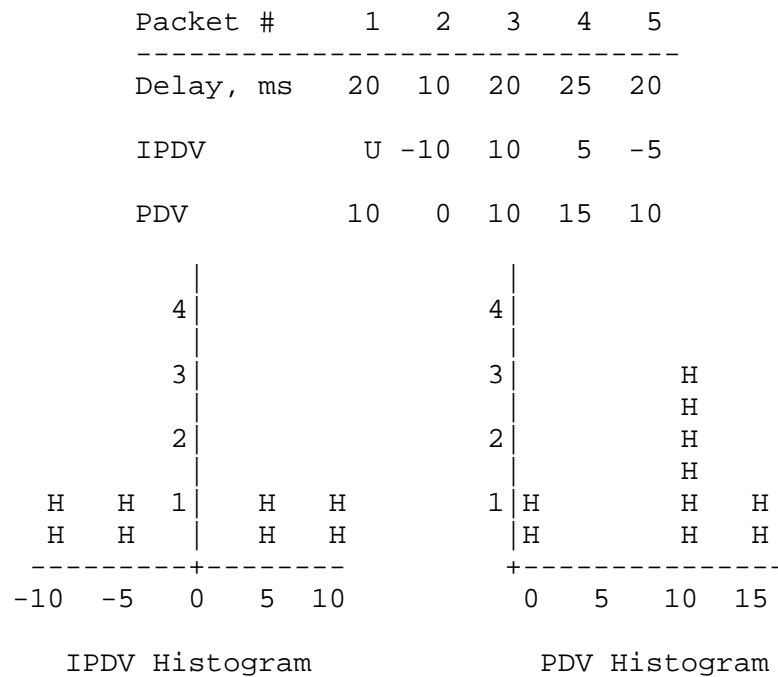 Packet #     1   2   3   4   5
-------------------------------
Delay, ms   20  10  20  25  20
IPDV         U -10  10   5  -5
PDV         10   0  10  15  10
         |                 |
        4|                4|
         |                 |
        3|                3|         H
         |                 |         H
        2|                2|         H
         |                 |         H
 H   H  1|   H   H        1|H        H   H
 H   H   |   H   H         |H        H   H
---------+---------        +---------------
-10  -5  0   5  10          0   5   10  15
IPDV Histogram             PDV Histogram